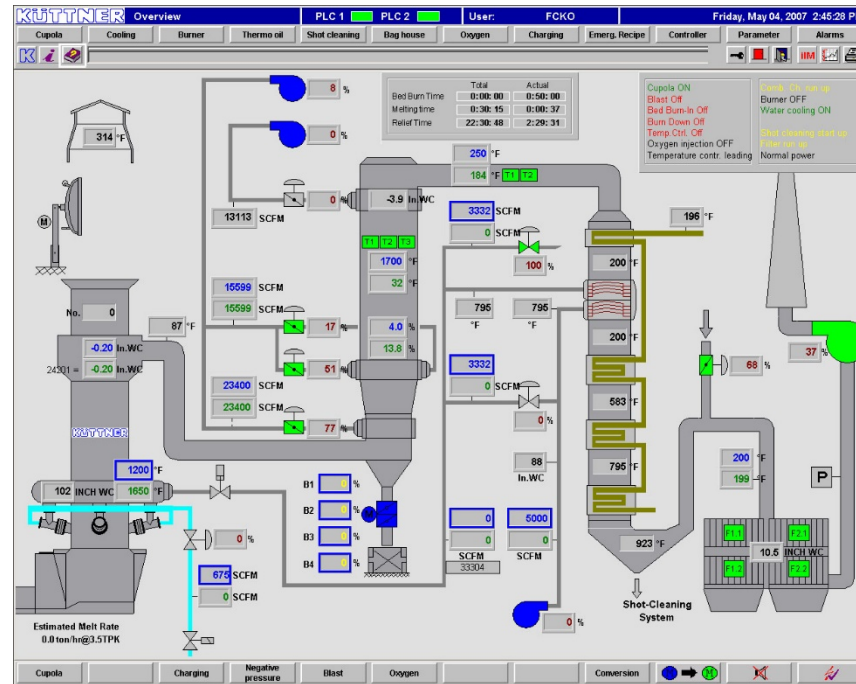 KÜTTNER Overview PLC 1 PLC 2 User: FCKO Friday, May 04, 2007 2:45:28 P
Cupola Cooling Burner Thermo oil Shot cleaning Bag house Oxygen Charging Emerg. Recipe Controller Parameter Alarms
K i
Total Actual
Bed Burn Time 0:00:00 0:50:00
Melting time 0:30:15 0:00:37
Relief Time 22:30:48 2:29:31
Cupola ON
Blast Off
Bed Burn-In Off
Burn Down Off
Temp.Ctrl. Off
Oxygen injection OFF
Temperature contr. leading
Comb. Ch. run up
Burner OFF
Water cooling ON
Shot cleaning start up
Filter run up
Normal power
8 %
0 %
314 °F
M
0 %
13113 SCFM
-3.9 In.WC
T1 T2 T3
1700 °F
32 °F
250 °F
184 °F T1 T2
3332 SCFM
0 SCFM
100 %
196 °F
200 °F
15599 SCFM
15599 SCFM
17 %
4.0 %
13.8 %
51 %
795 °F
795 °F
200 °F
No. 0
87 °F
-0.20 In.WC
24201 = -0.20 In.WC
23400 SCFM
23400 SCFM
77 %
3332
0 SCFM
0 %
583 °F
68 %
37 %
KÜTTNER
1200 °F
102 INCH WC 1650 °F
88
In.WC
795 °F
200 °F
199 °F
P
B1 0 %
B2 0 %
B3 0 %
B4 0 %
M
0 %
675 SCFM
0 SCFM
0
0
SCFM
33304
5000
0
SCFM
923 °F
F1.1 F2.1
10.5 INCH WC
F1.2 F2.2
0 %
Shot-Cleaning
System
Estimated Melt Rate
0.0 ton/hr@3.5TPK
Cupola Charging Negative pressure Blast Oxygen Conversion M